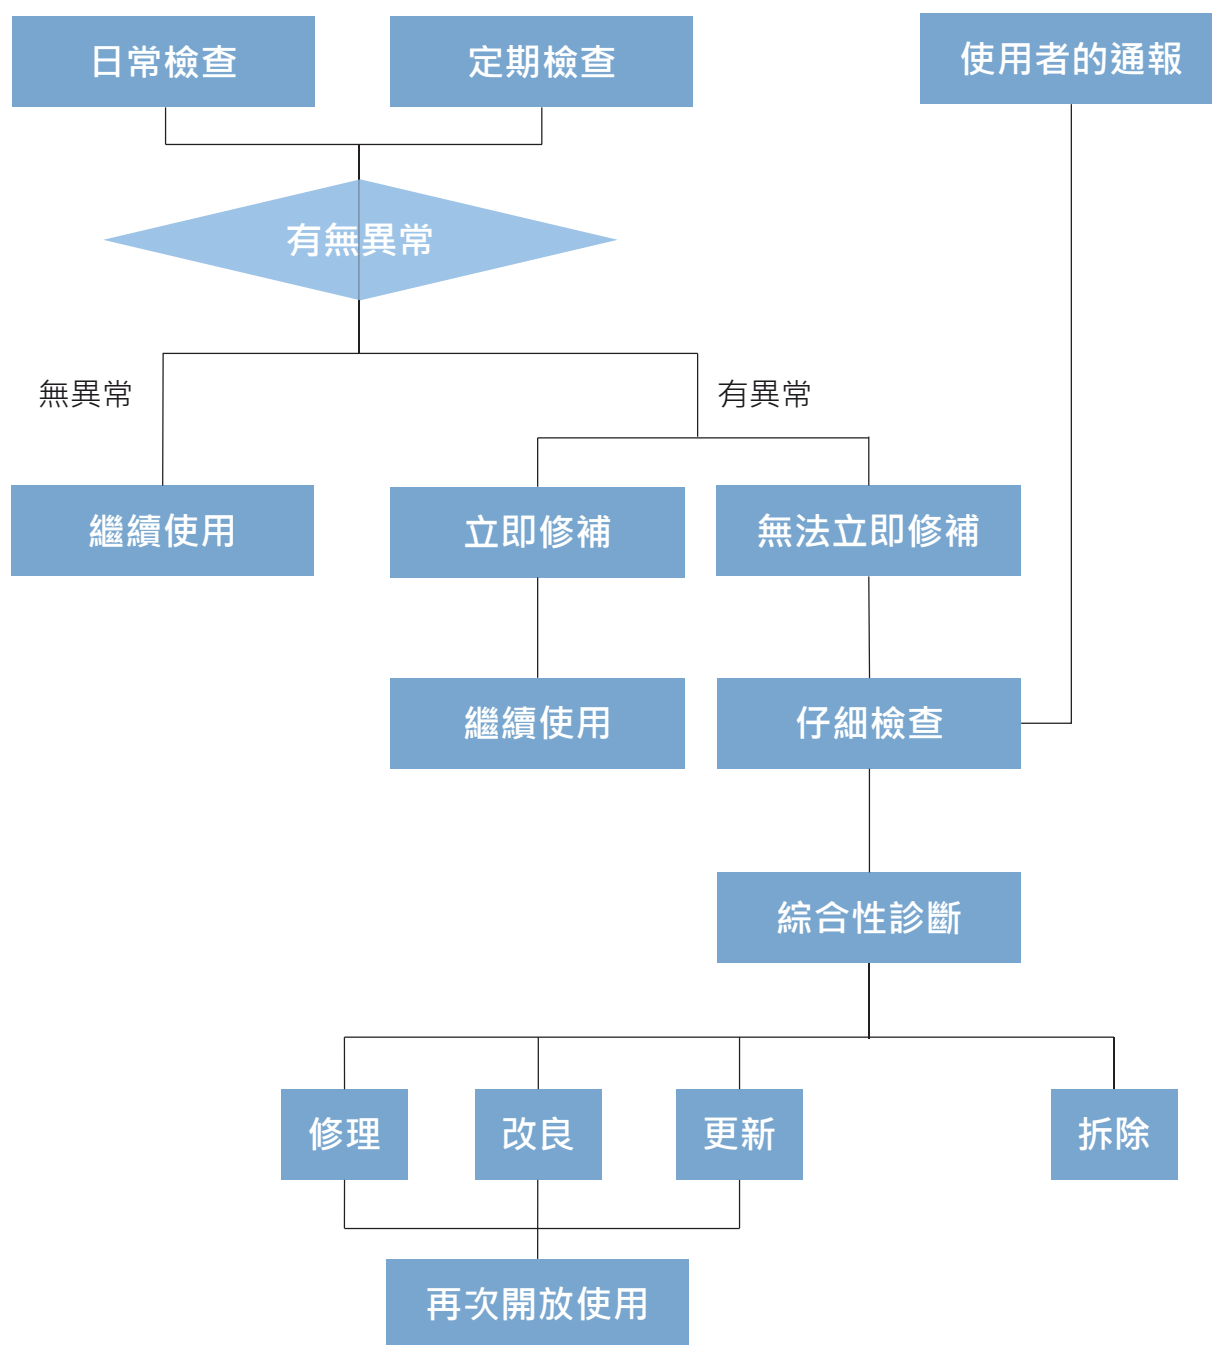 日常檢查
定期檢查
使用者的通報
有無異常
無異常
有異常
繼續使用
立即修補
無法立即修補
繼續使用
仔細檢查
綜合性診斷
修理
改良
更新
拆除
再次開放使用